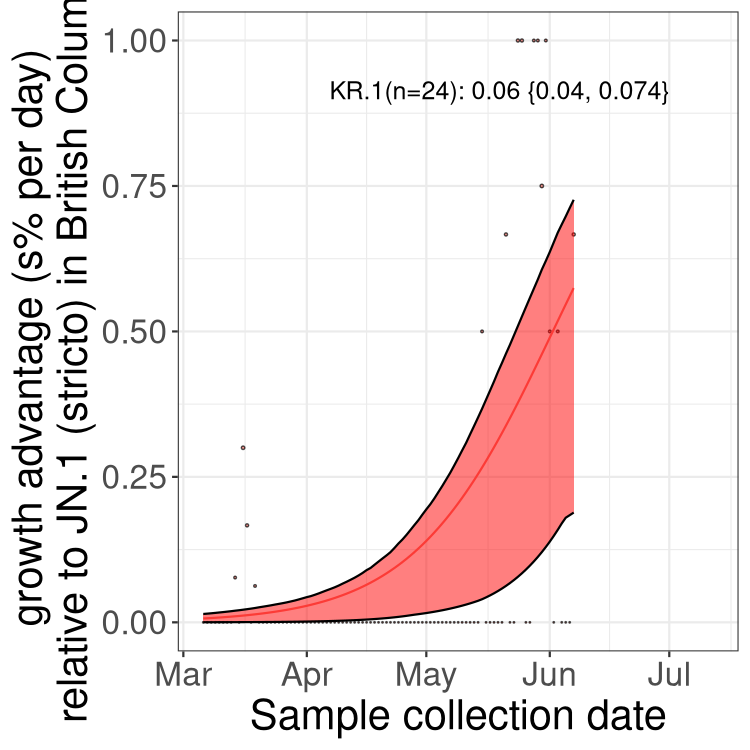 growth advantage (s% per day)
relative to JN.1 (stricto) in British Colum
1.00
0.75
0.50
0.25
0.00
KR.1(n=24): 0.06 {0.04, 0.074}
Mar Apr May Jun Jul
Sample collection date